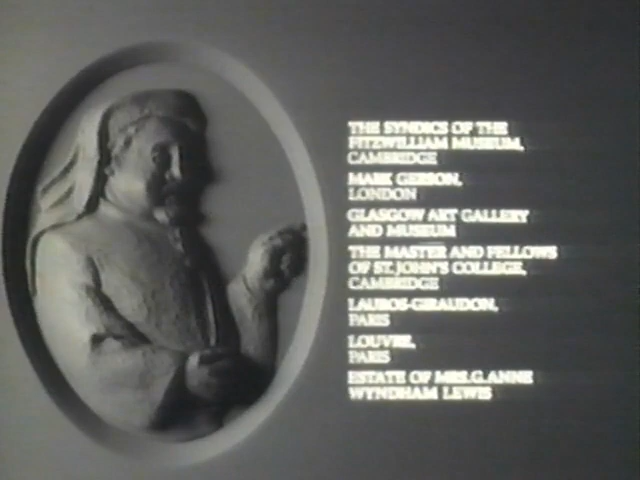 THE SYNDICS OF THE
FITZWILLIAM MUSEUM,
CAMBRIDGE
MARK GERSON,
LONDON
GLASGOW ART GALLERY
AND MUSEUM
THE MASTER AND FELLOWS
OF ST.JOHN'S COLLEGE,
CAMBRIDGE
LAUROS-GIRAUDON,
PARIS
LOUVRE,
PARIS
ESTATE OF MRS.G.ANNE
WYNDHAM LEWIS